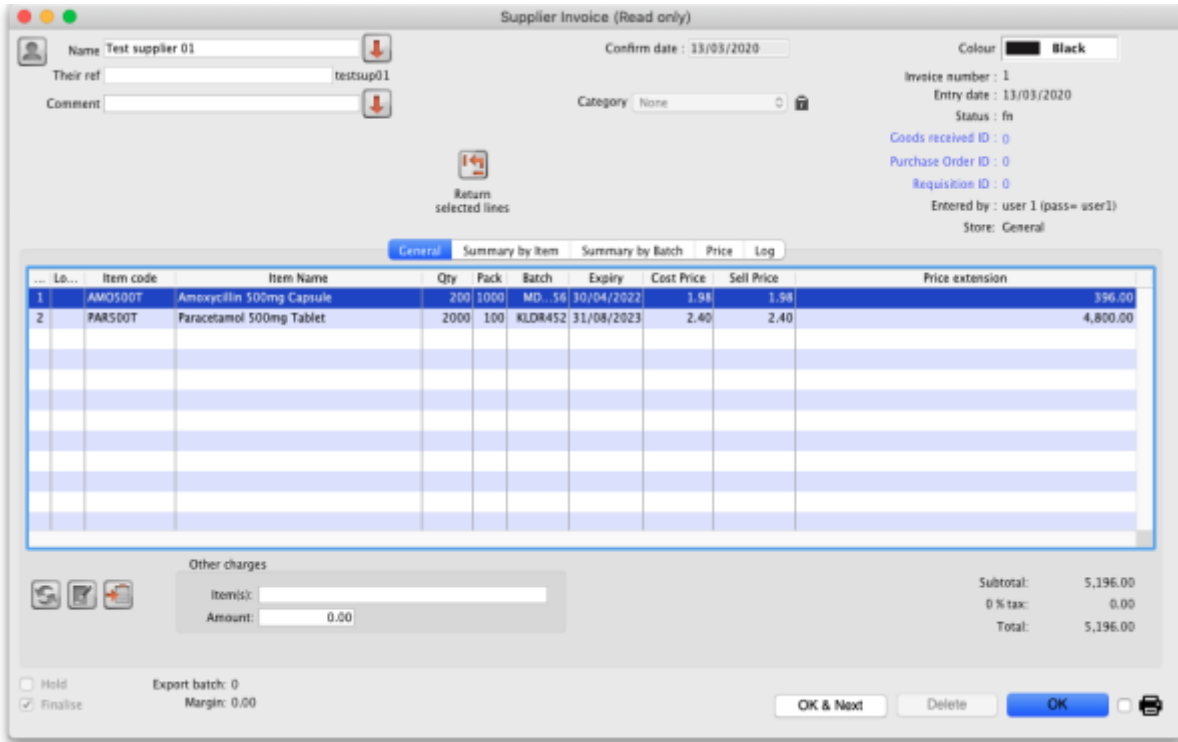 Supplier Invoice (Read only)
Name Test supplier 01
Confirm date : 13/03/2020
Colour Black
Their ref testsup01
Invoice number : 1
Comment
Category None
Entry date : 13/03/2020
Status : fn
Goods received ID : 0
Purchase Order ID : 0
Return
selected lines
Requisition ID : 0
Entered by : user 1 (pass= user1)
Store: General
General Summary by Item Summary by Batch Price Log
... Lo... Item code Item Name Qty Pack Batch Expiry Cost Price Sell Price Price extension
1 AMO500T Amoxycillin 500mg Capsule 200 1000 MD...56 30/04/2022 1.98 1.98 396.00
2 PAR500T Paracetamol 500mg Tablet 2000 100 KLDR452 31/08/2023 2.40 2.40 4,800.00
Other charges
Item(s):
Amount: 0.00
Subtotal: 5,196.00
0 % tax: 0.00
Total: 5,196.00
Hold Export batch: 0
Finalise Margin: 0.00
OK & Next Delete OK